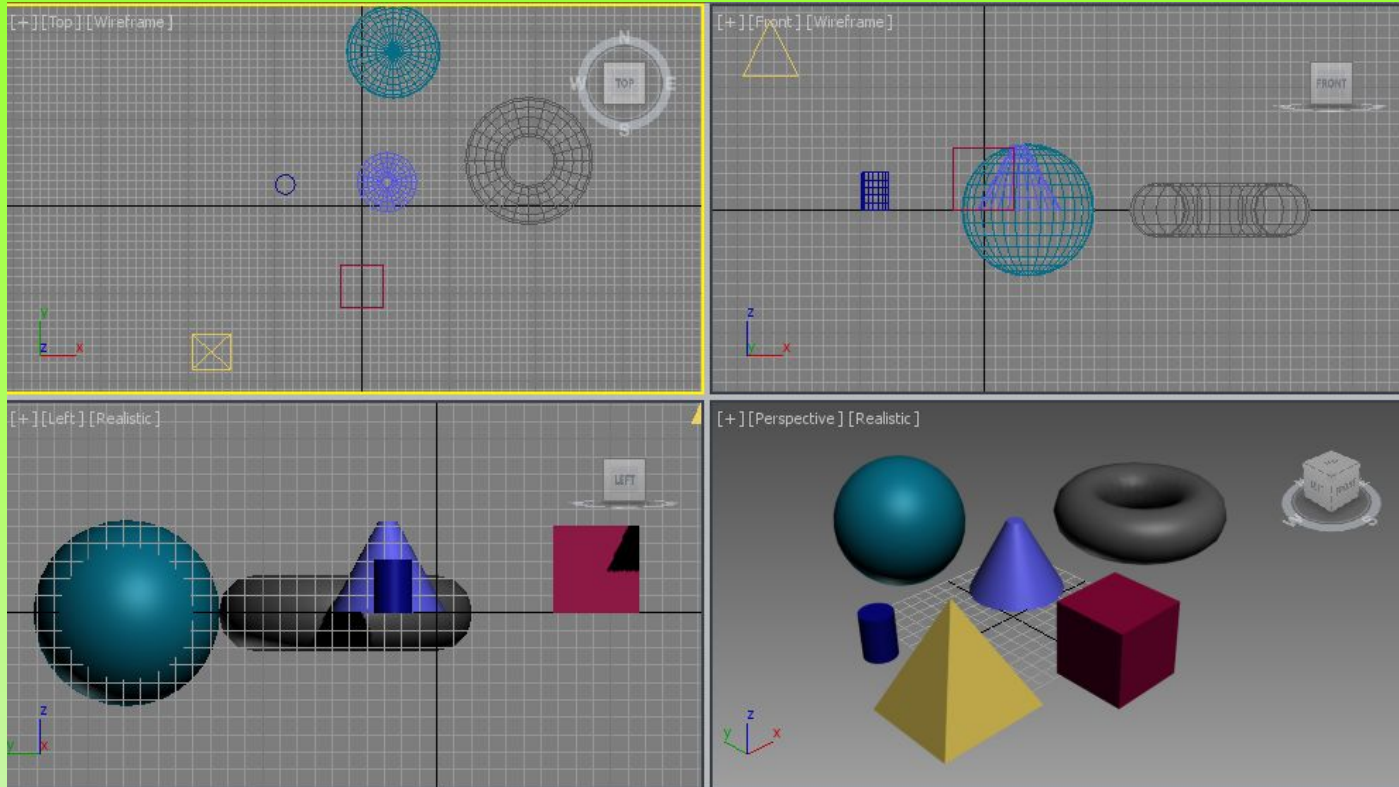 [+] [Top] [Wireframe]
N
W
TOP
E
S
y
z
x
[+] [Front] [Wireframe]
FRONT
z
y
x
[+] [Left] [Realistic]
LEFT
z
y
x
[+] [Perspective] [Realistic]
z
y
x